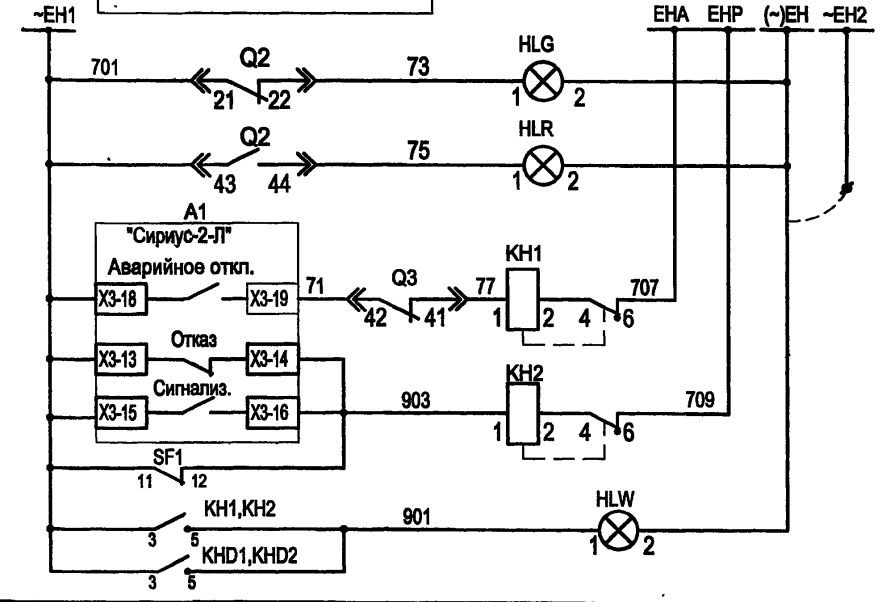 ~EH1 EHA EHP (~)EH ~EH2
701 Q2 73 HLG
21 22 1 2
Q2 75 HLR
43 44 1 2
A1
"Сириус-2-Л"
Аварийное откл.
X3-18 X3-19 71 Q3 77 KH1 707
42 41 1 2 4 6
Отказ
X3-13 X3-14
Сигнализ.
X3-15 X3-16 903 KH2 709
1 2 4 6
SF1
11 12
KH1,KH2 901 HLW
3 5 1 2
KHD1,KHD2
3 5